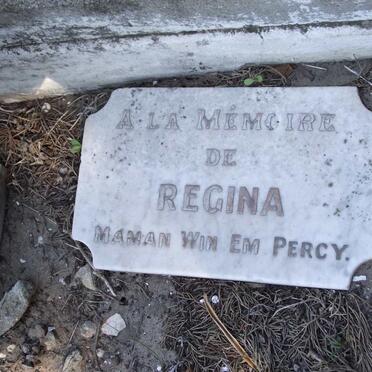 A LA MÉMOIRE
DE
REGINA
MAMAN WIN EM PERCY.